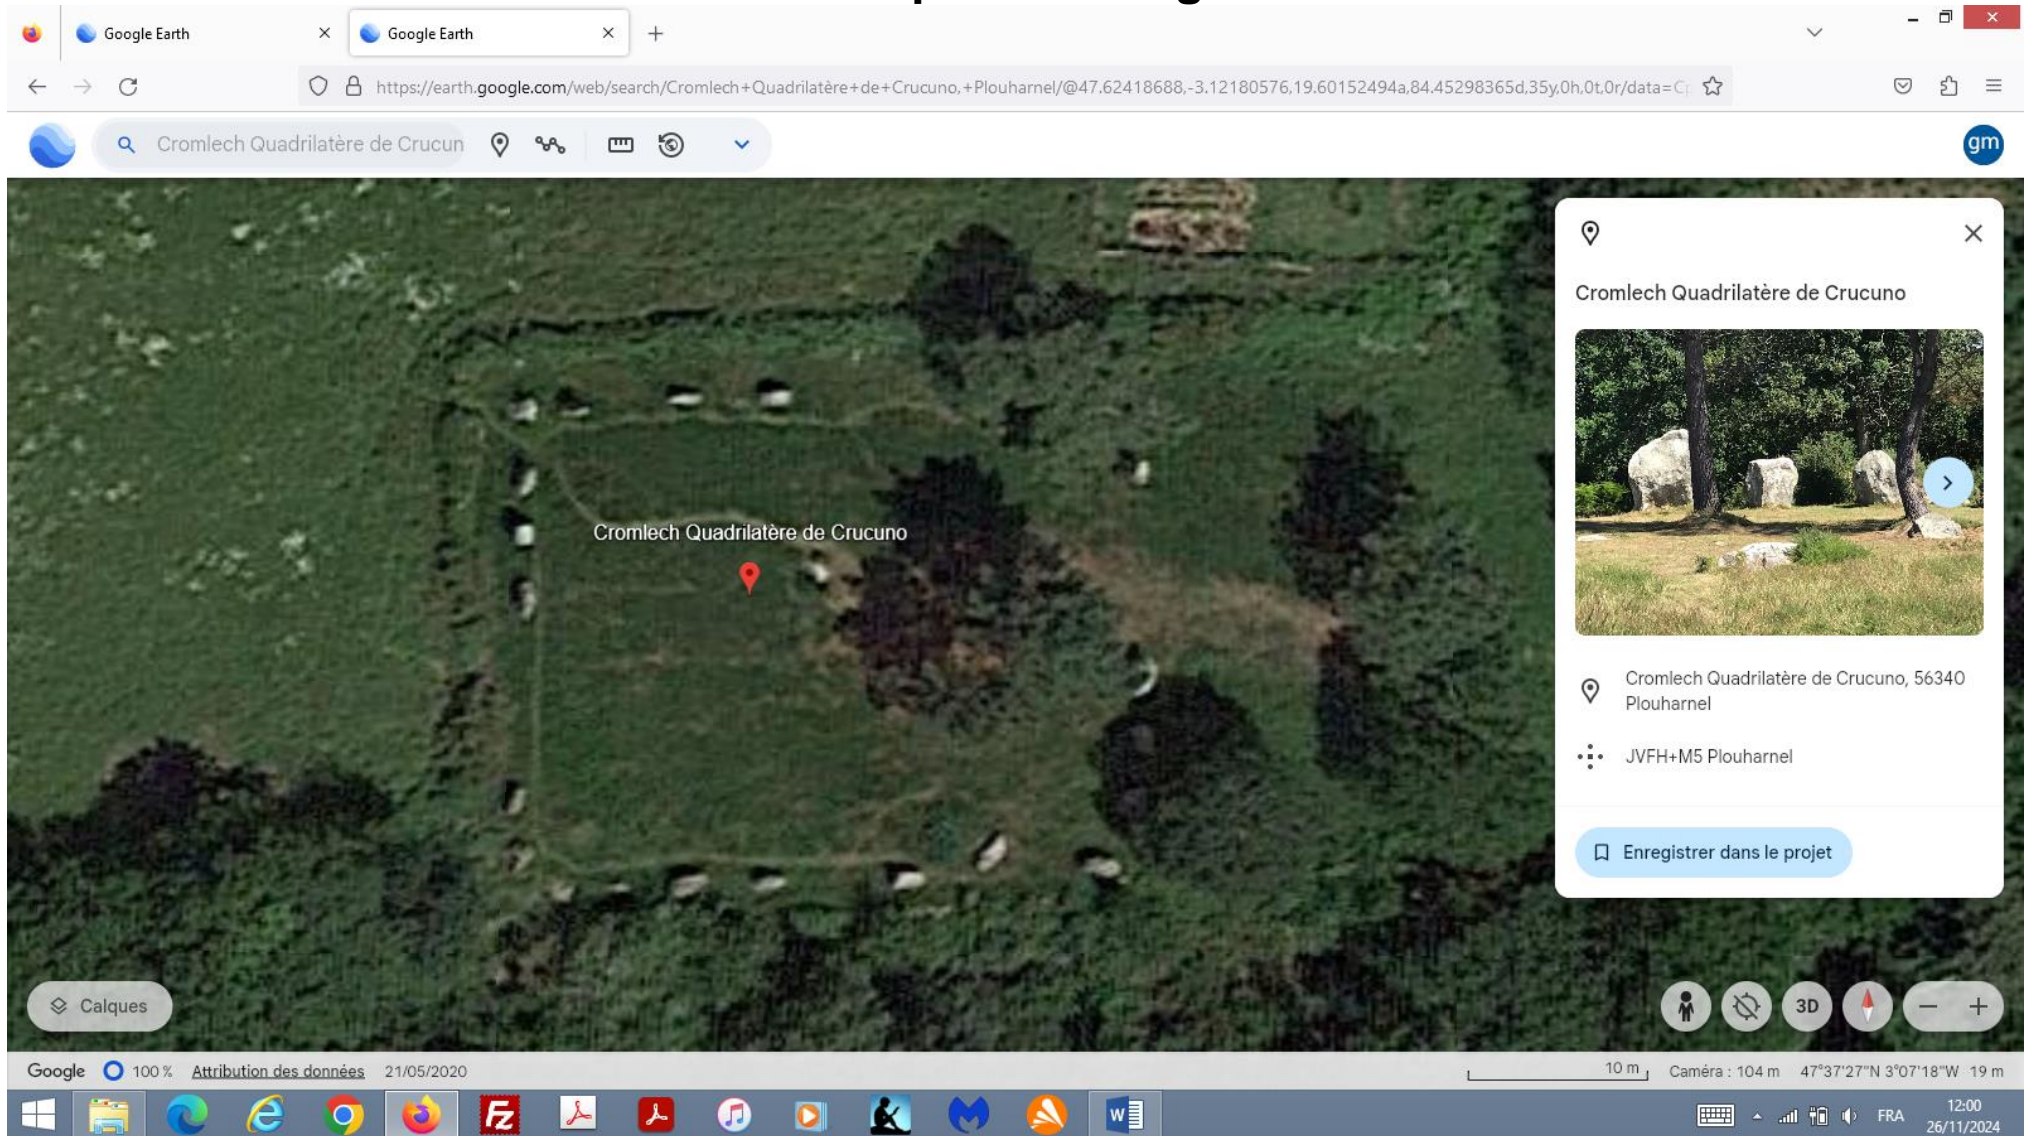 Google Earth
Google Earth
https://earth.google.com/web/search/Cromlech+Quadrilatère+de+Crucuno,+Plouharnel/@47.62418688,-3.12180576,19.60152494a,84.45298365d,35y,0h,0t,0r/data=C
Cromlech Quadrilatère de Crucun
gm
Cromlech Quadrilatère de Crucuno
Cromlech Quadrilatère de Crucuno
Cromlech Quadrilatère de Crucuno, 56340
Plouharnel
JVFH+M5 Plouharnel
Enregistrer dans le projet
Calques
3D
Google 100 % Attribution des données 21/05/2020
10 m Caméra : 104 m 47°37'27"N 3°07'18"W 19 m
FRA
12:00
26/11/2024